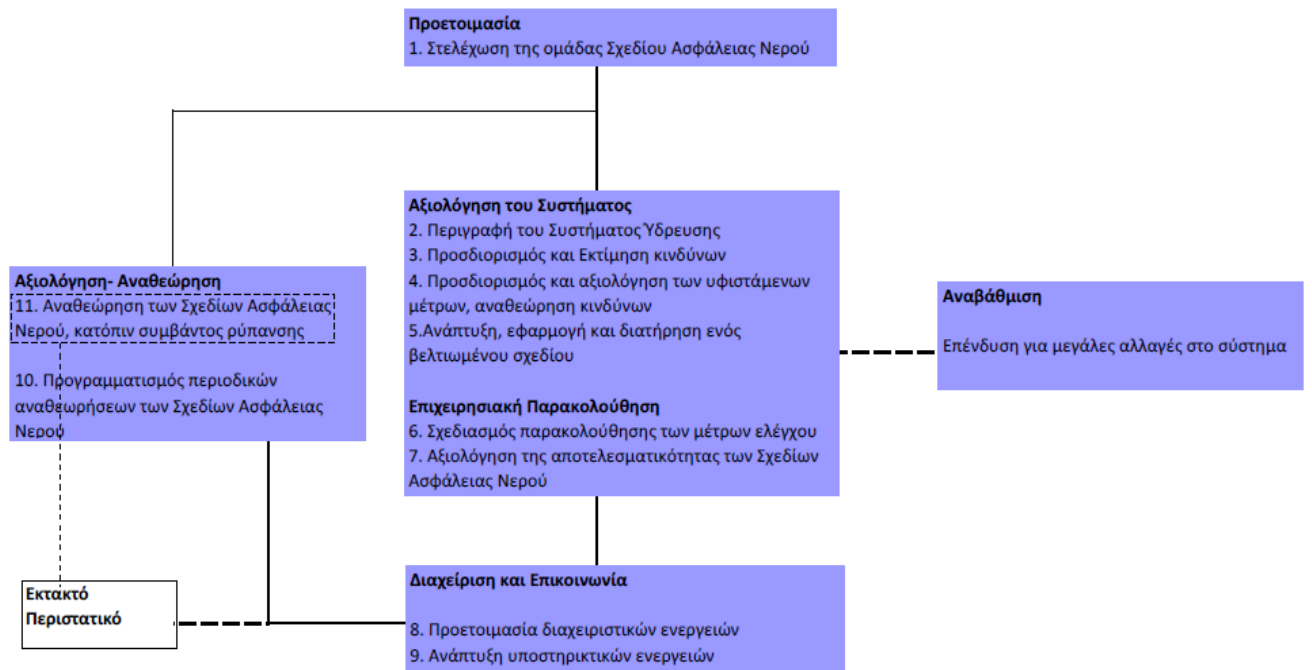 Προετοιμασία
1. Στελέχωση της ομάδας Σχεδίου Ασφάλειας Νερού
Αξιολόγηση του Συστήματος
2. Περιγραφή του Συστήματος Ύδρευσης
3. Προσδιορισμός και Εκτίμηση κινδύνων
4. Προσδιορισμός και αξιολόγηση των υφιστάμενων
μέτρων, αναθεώρηση κινδύνων
5.Ανάπτυξη, εφαρμογή και διατήρηση ενός
βελτιωμένου σχεδίου
Επιχειρησιακή Παρακολούθηση
6. Σχεδιασμός παρακολούθησης των μέτρων ελέγχου
7. Αξιολόγηση της αποτελεσματικότητας των Σχεδίων
Ασφάλειας Νερού
Αξιολόγηση- Αναθεώρηση
11. Αναθεώρηση των Σχεδίων Ασφάλειας
Νερού, κατόπιν συμβάντος ρύπανσης
10. Προγραμματισμός περιοδικών
αναθεωρήσεων των Σχεδίων Ασφάλειας
Νερού
Αναβάθμιση
Επένδυση για μεγάλες αλλαγές στο σύστημα
Εκτακτό
Περιστατικό
Διαχείριση και Επικοινωνία
8. Προετοιμασία διαχειριστικών ενεργειών
9. Ανάπτυξη υποστηρικτικών ενεργειών